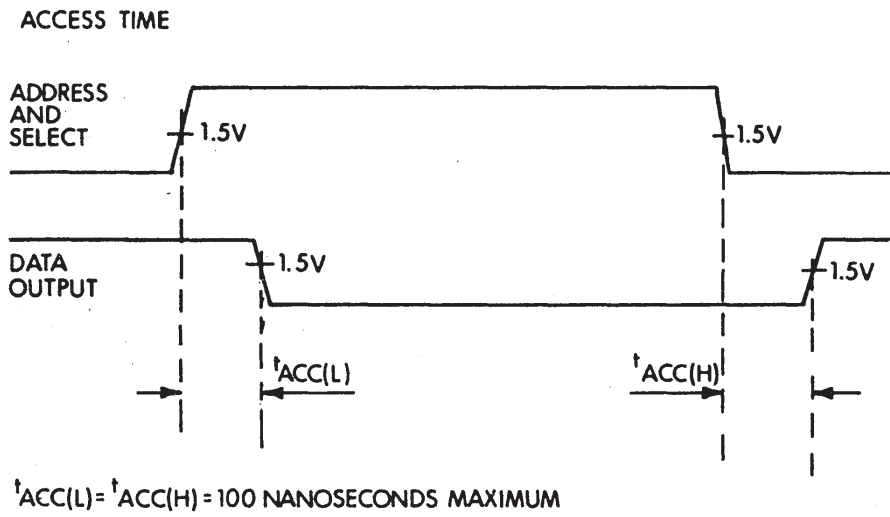 ACCESS TIME
ADDRESS
AND
SELECT
1.5V
1.5V
DATA
OUTPUT
1.5V
1.5V
tACC(L)
tACC(H)
tACC(L)= tACC(H) = 100 NANOSECONDS MAXIMUM